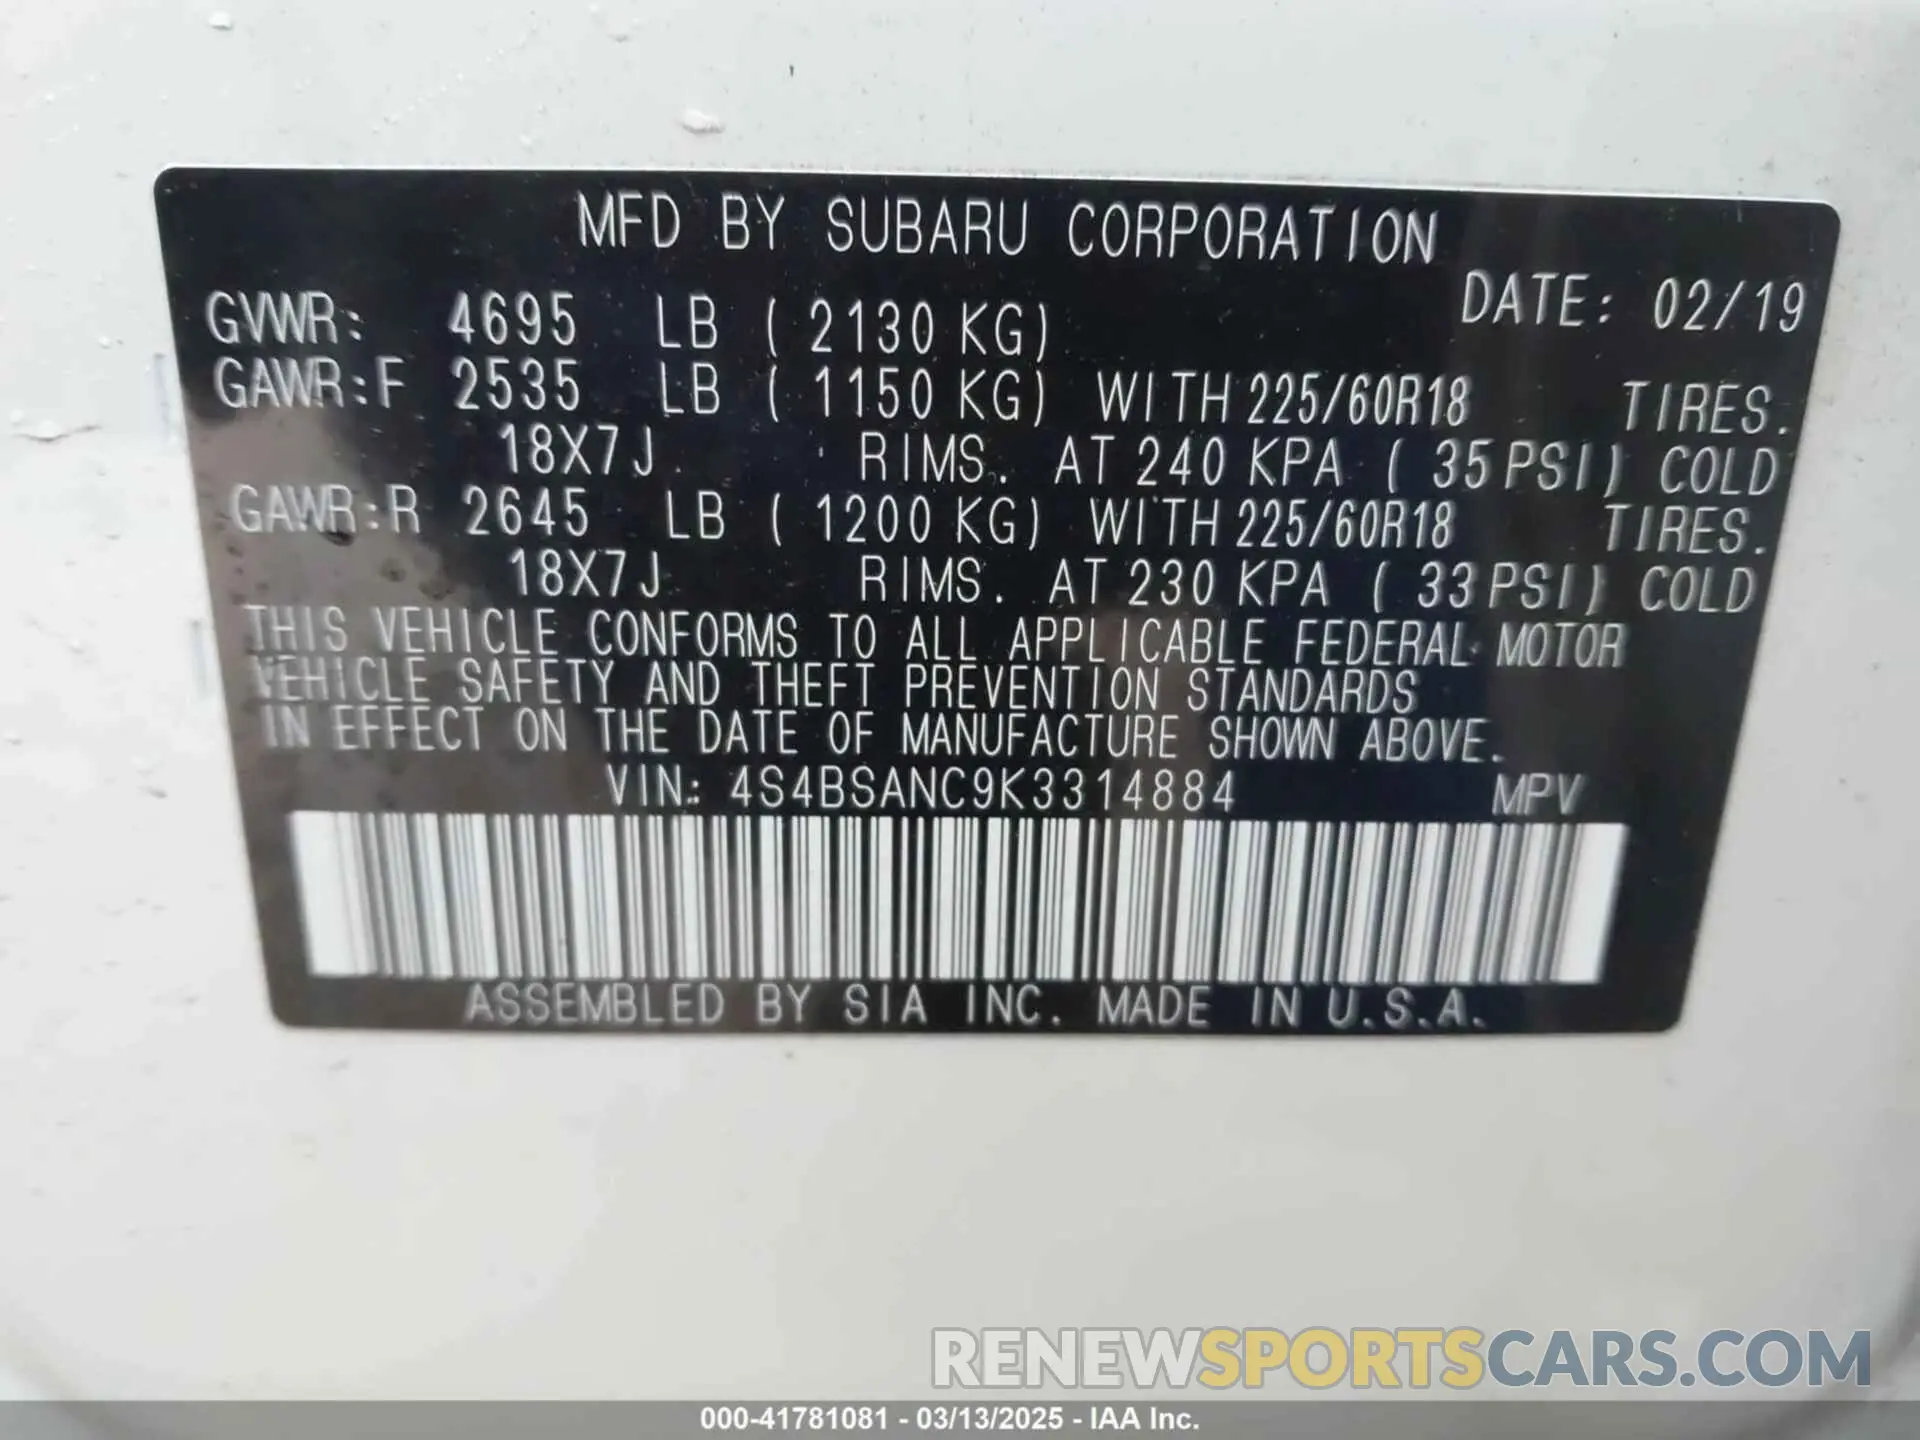 MFD BY SUBARU CORPORATION
DATE: 02/19
GVWR: 4695 LB ( 2130 KG)
GAWR:F 2535 LB ( 1150 KG) WITH 225/60R18 TIRES.
18X7J RIMS. AT 240 KPA ( 35PSI) COLD
GAWR:R 2645 LB ( 1200 KG) WITH 225/60R18 TIRES.
18X7J RIMS. AT 230 KPA ( 33PSI) COLD
THIS VEHICLE CONFORMS TO ALL APPLICABLE FEDERAL MOTOR
VEHICLE SAFETY AND THEFT PREVENTION STANDARDS
IN EFFECT ON THE DATE OF MANUFACTURE SHOWN ABOVE.
VIN: 4S4BSANC9K3314884 MPV
ASSEMBLED BY SIA INC. MADE IN U.S.A.
RENEWSPORTSCARS.COM
000-41781081 - 03/13/2025 - IAA Inc.